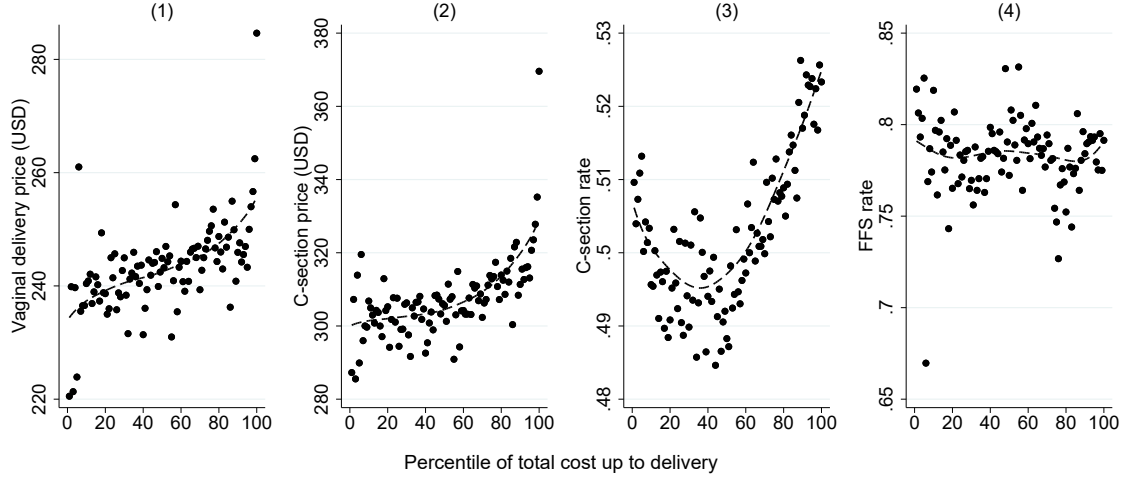 (1)
Vaginal delivery price (USD)
280
260
240
220
0 20 40 60 80 100
(2)
C-section price (USD)
380
360
340
320
300
280
0 20 40 60 80 100
(3)
C-section rate
.53
.52
.51
.5
.49
.48
0 20 40 60 80 100
(4)
FFS rate
.85
.8
.75
.7
.65
0 20 40 60 80 100
Percentile of total cost up to delivery